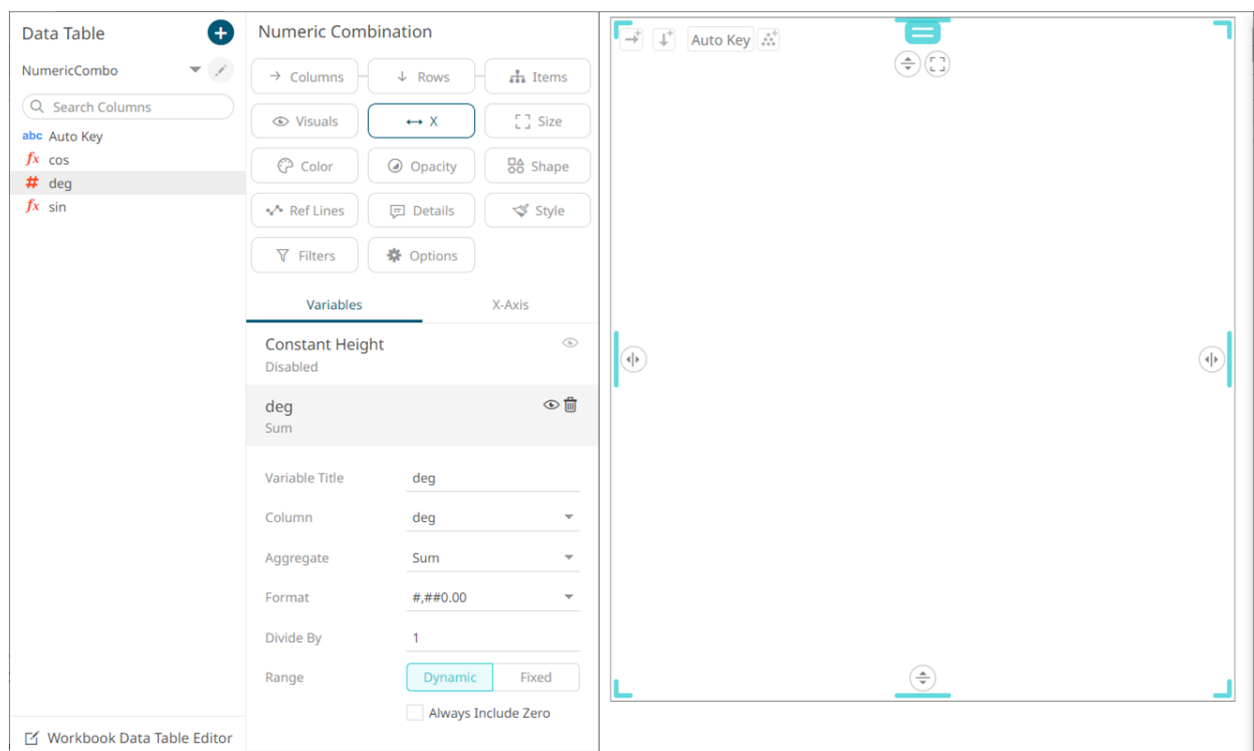 Data Table
NumericCombo
Search Columns
abc Auto Key
fx cos
# deg
fx sin
Workbook Data Table Editor
Numeric Combination
Columns Rows Items
Visuals X Size
Color Opacity Shape
Ref Lines Details Style
Filters Options
Variables X-Axis
Constant Height
Disabled
deg
Sum
Variable Title deg
Column deg
Aggregate Sum
Format #,##0.00
Divide By 1
Range Dynamic Fixed
Always Include Zero
Auto Key